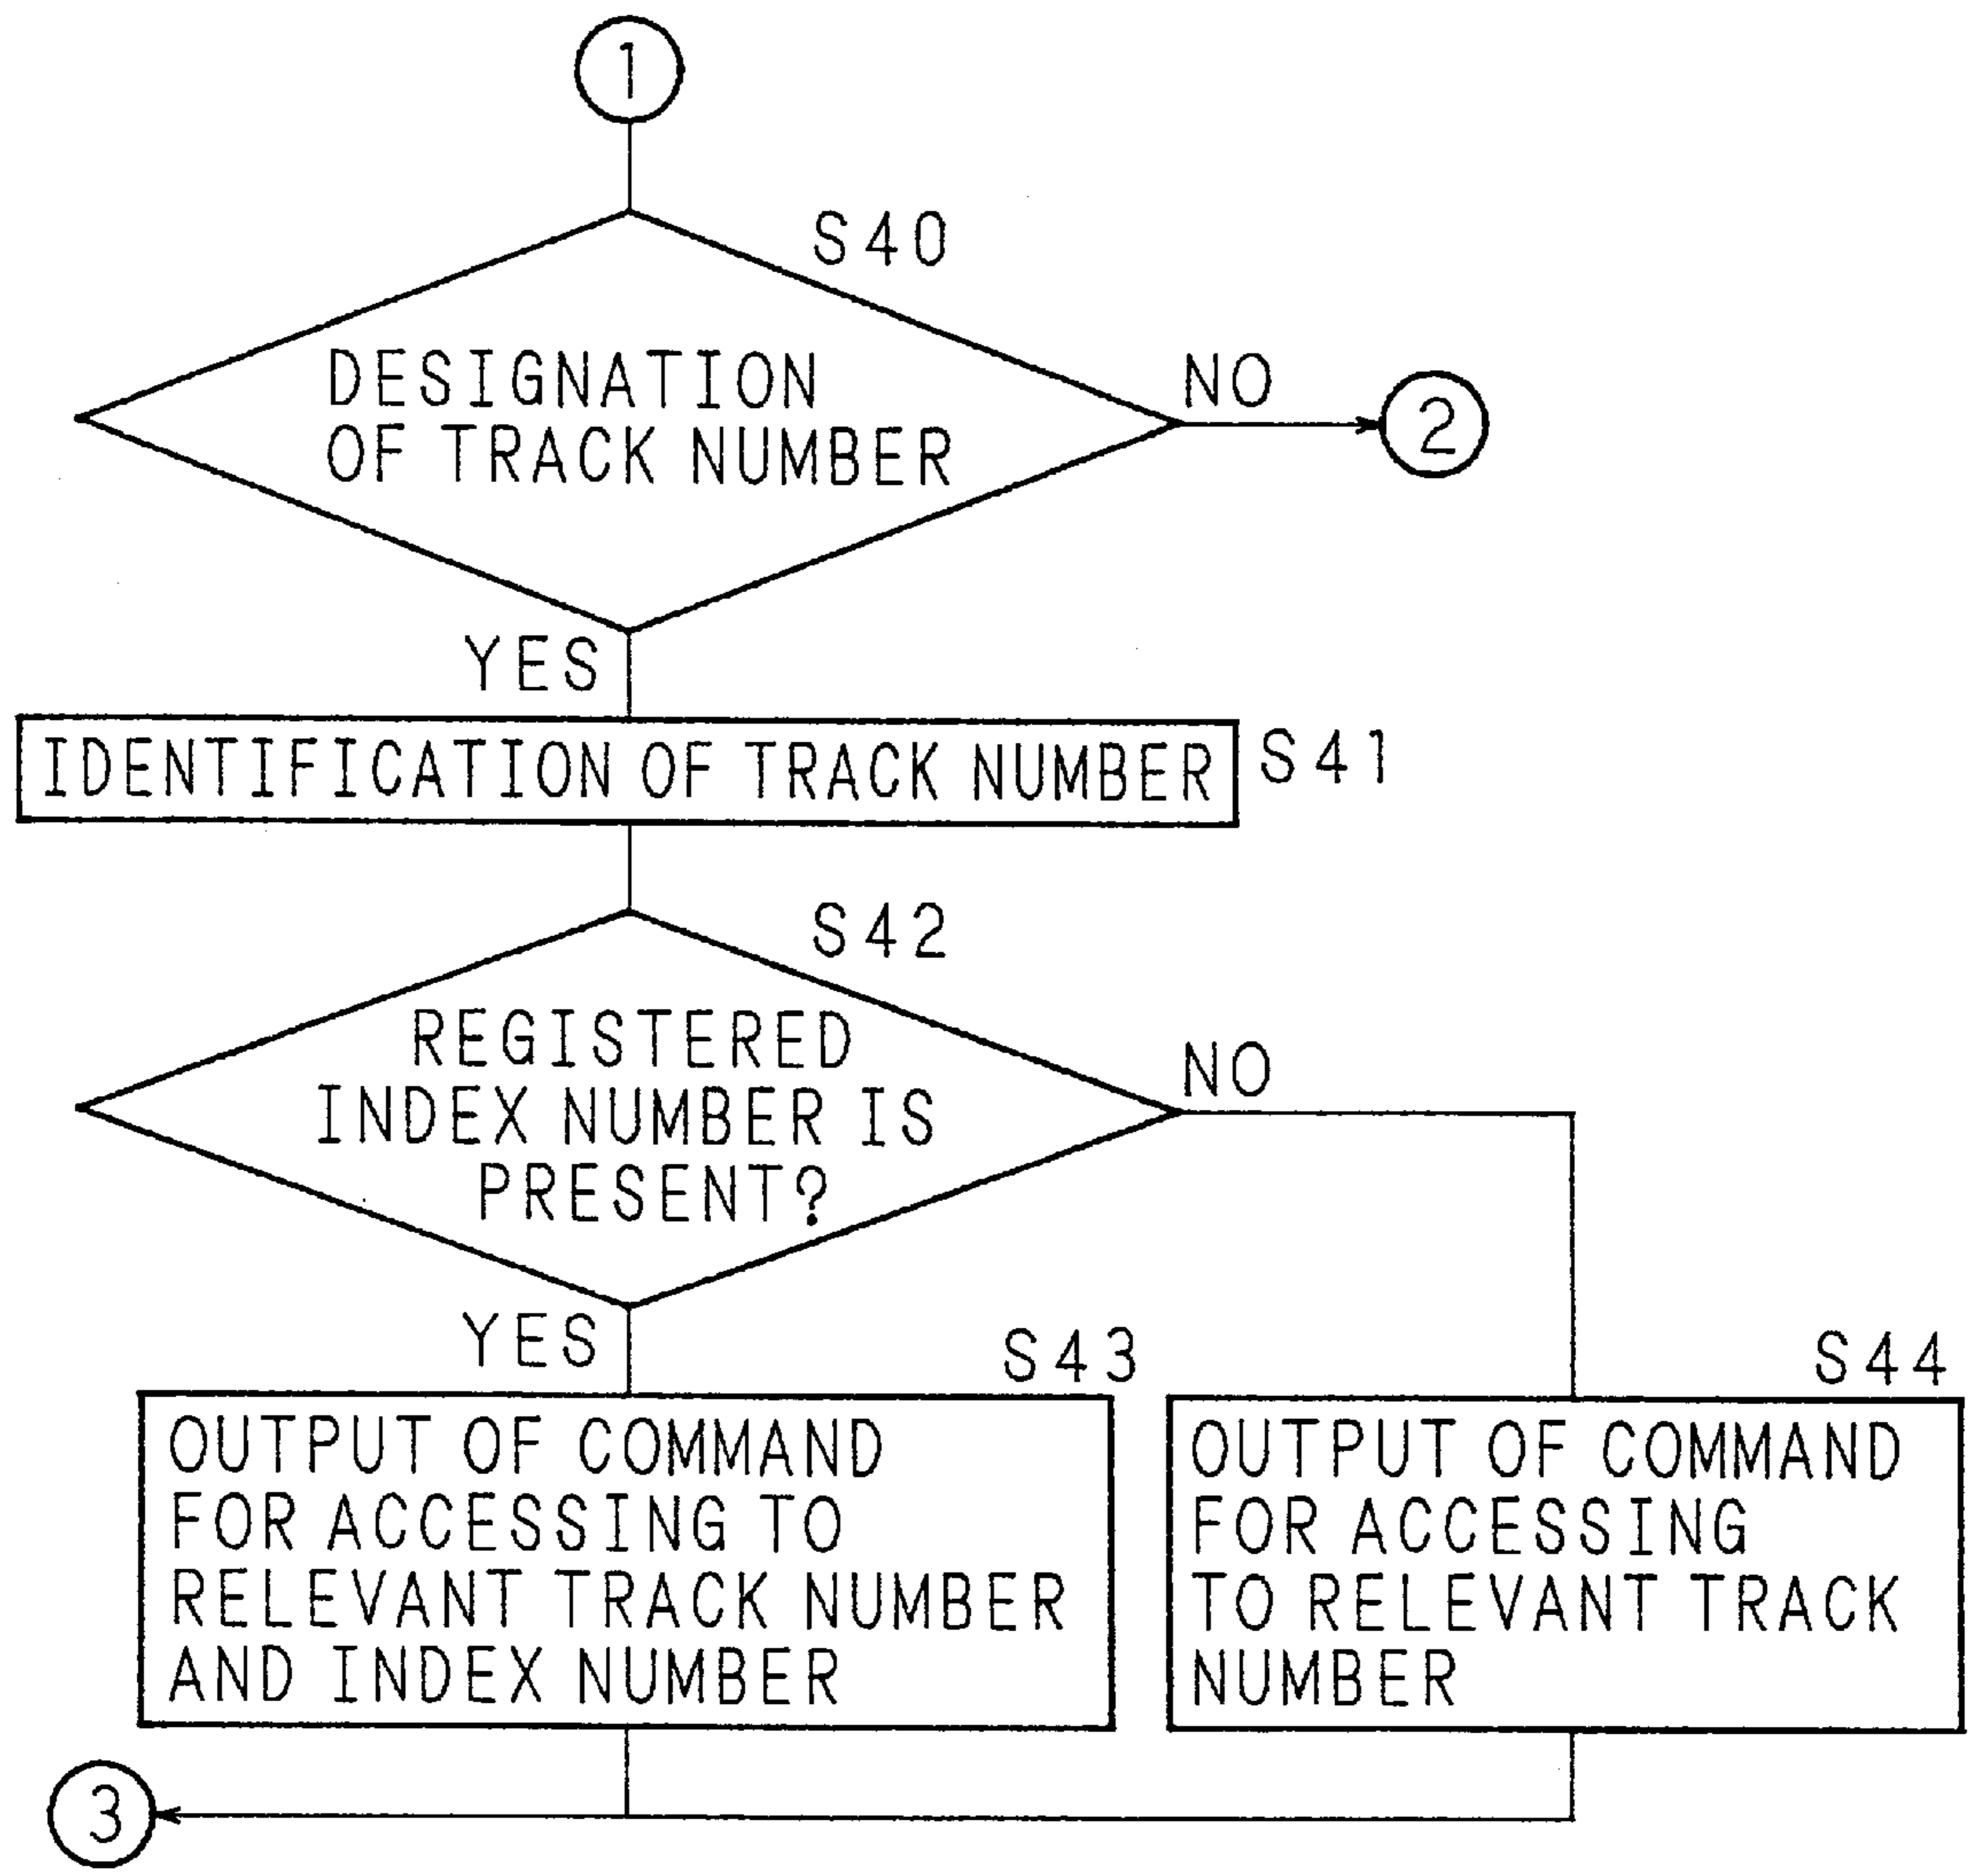 1
S40
DESIGNATION
OF TRACK NUMBER
NO
2
YES
IDENTIFICATION OF TRACK NUMBER
S41
S42
REGISTERED
INDEX NUMBER IS
PRESENT?
NO
YES
S43
OUTPUT OF COMMAND
FOR ACCESSING TO
RELEVANT TRACK NUMBER
AND INDEX NUMBER
S44
OUTPUT OF COMMAND
FOR ACCESSING
TO RELEVANT TRACK
NUMBER
3